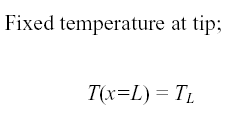 Fixed temperature at tip;
T(x=L) = T_L